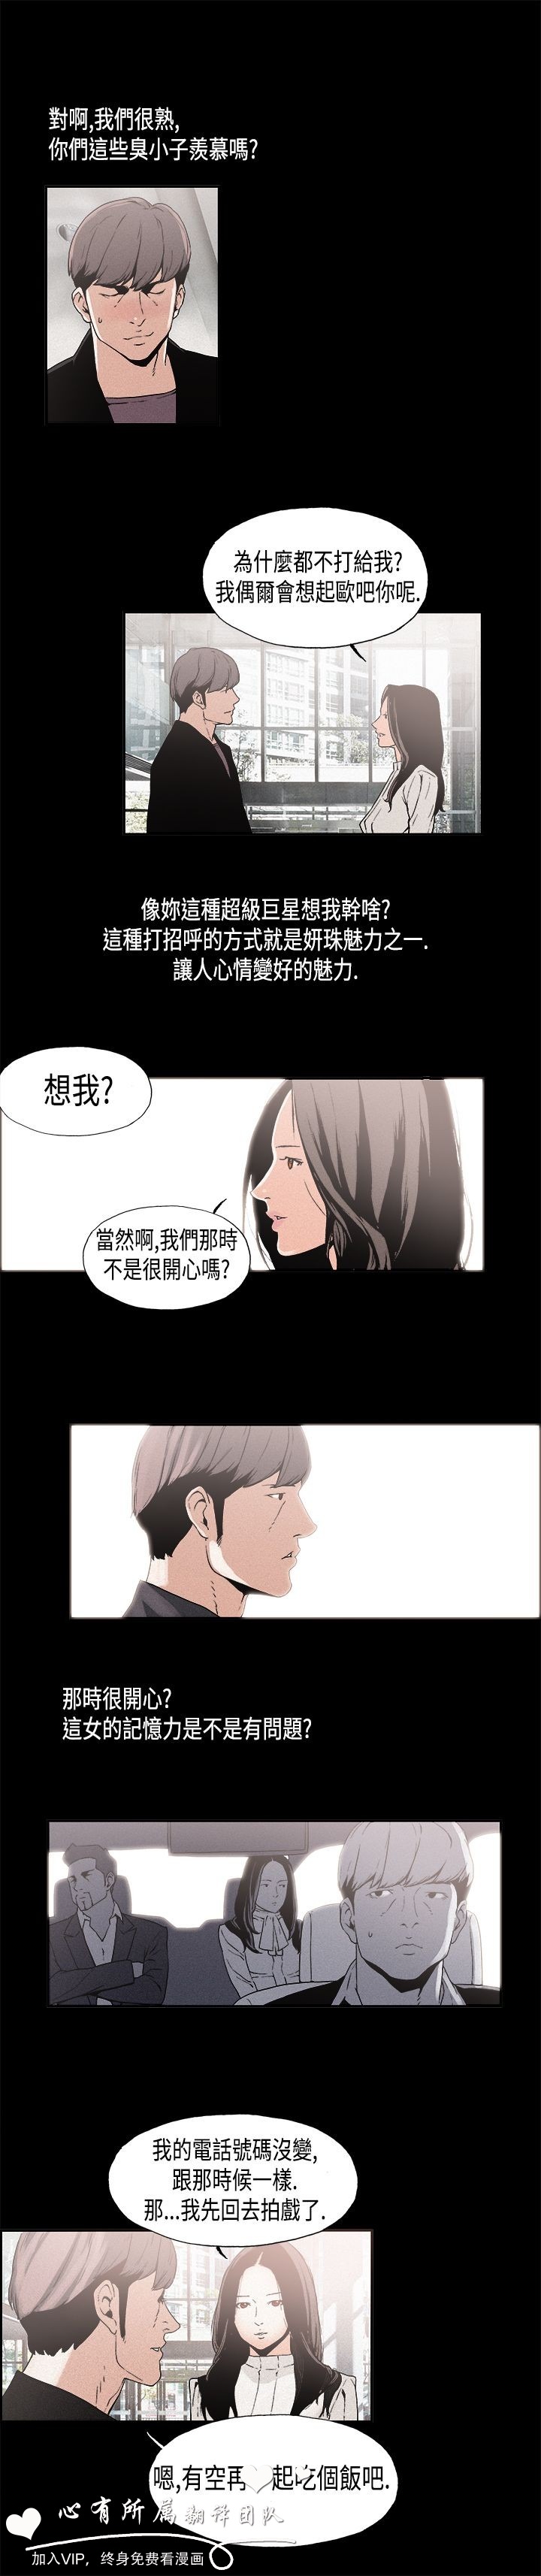 對啊,我們很熟,
你們這些臭小子羨慕嗎?
為什麼都不打給我?
我偶爾會想起歐吧你呢.
像妳這種超級巨星想我幹啥?
這種打招呼的方式就是妍珠魅力之一.
讓人心情變好的魅力.
想我?
當然啊,我們那時
不是很開心嗎?
那時很開心?
這女的記憶力是不是有問題?
我的電話號碼沒變,
跟那時候一樣.
那...我先回去拍戲了.
嗯,有空再 起吃個飯吧.
心有所属翻译团队
加入VIP，终身免费看漫画